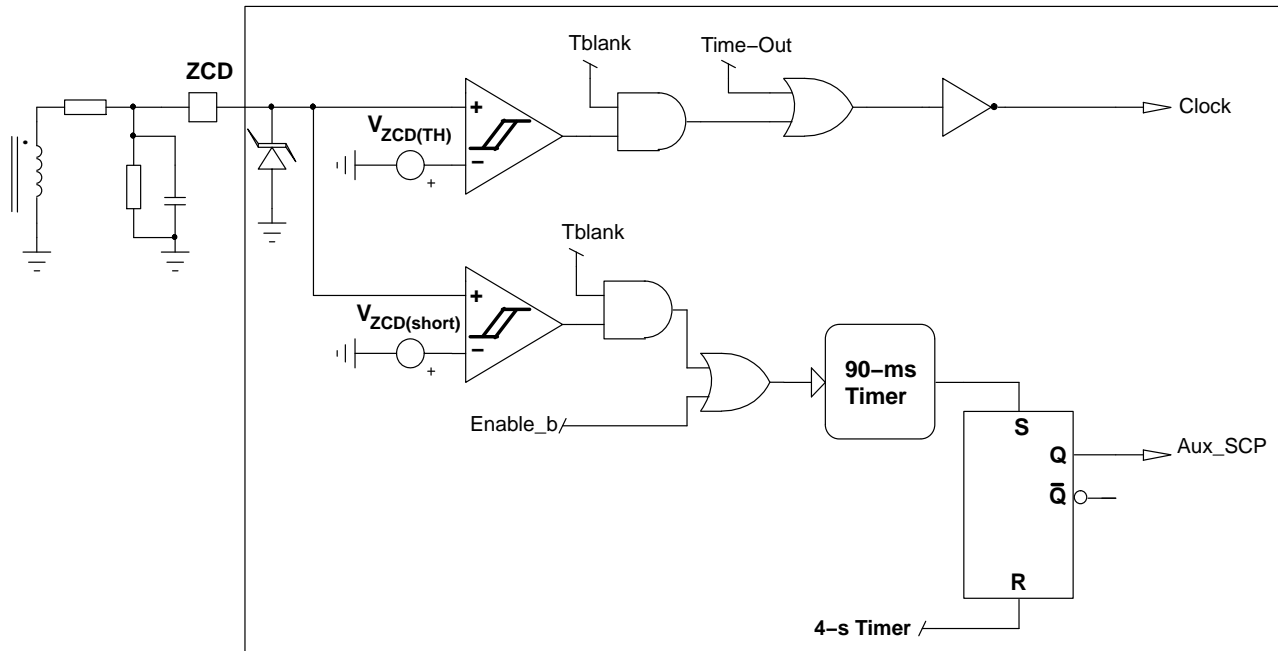 Tblank
Time−Out
ZCD
+
VZCD(TH)
−
+
Clock
Tblank
+
VZCD(short)
−
+
90−ms
Timer
Enable_b
S
Q
Aux_SCP
Q̅
R
4−s Timer